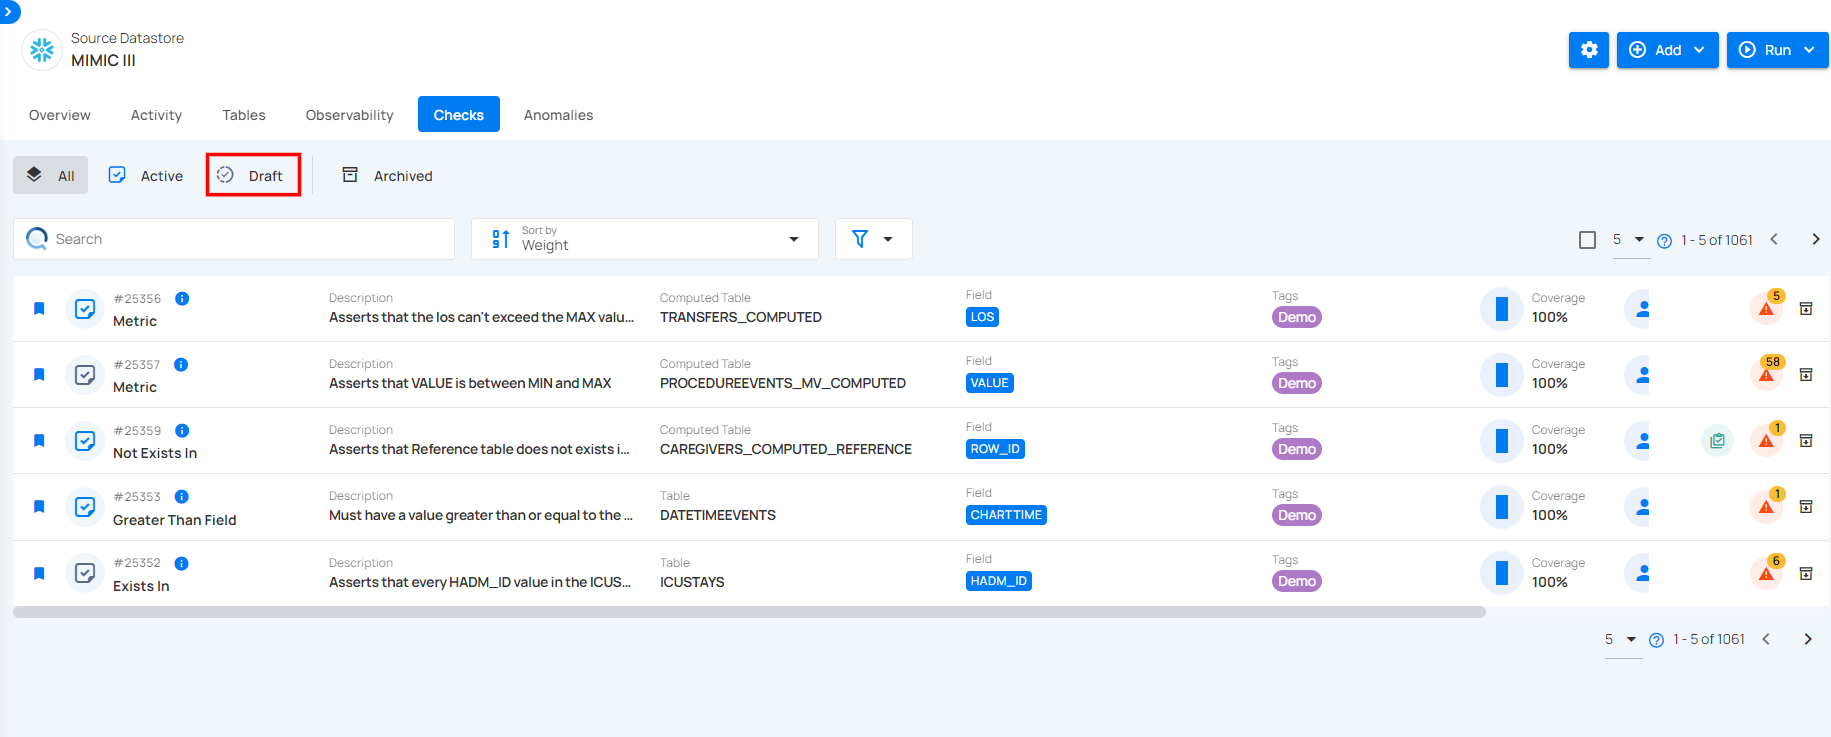 Source Datastore
MIMIC III
Add
Run
Overview
Activity
Tables
Observability
Checks
Anomalies
All
Active
Draft
Archived
Search
Sort by
Weight
5
1 - 5 of 1061
#25356
Metric
Description
Asserts that the los can't exceed the MAX valu...
Computed Table
TRANSFERS_COMPUTED
Field
LOS
Tags
Demo
Coverage
100%
5
#25357
Metric
Description
Asserts that VALUE is between MIN and MAX
Computed Table
PROCEDUREEVENTS_MV_COMPUTED
Field
VALUE
Tags
Demo
Coverage
100%
58
#25359
Not Exists In
Description
Asserts that Reference table does not exists i...
Computed Table
CAREGIVERS_COMPUTED_REFERENCE
Field
ROW_ID
Tags
Demo
Coverage
100%
1
#25353
Greater Than Field
Description
Must have a value greater than or equal to the ...
Table
DATETIMEEVENTS
Field
CHARTTIME
Tags
Demo
Coverage
100%
1
#25352
Exists In
Description
Asserts that every HADM_ID value in the ICUS...
Table
ICUSTAYS
Field
HADM_ID
Tags
Demo
Coverage
100%
6
5
1 - 5 of 1061